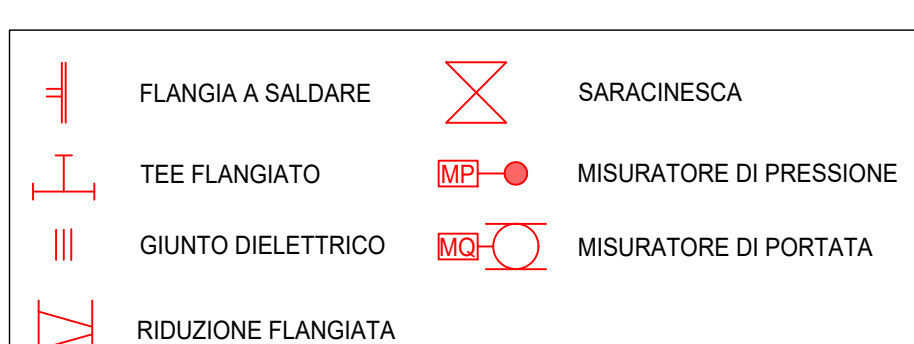 FLANGIA A SALDARE
SARACINESCA
TEE FLANGIATO
MP
MISURATORE DI PRESSIONE
GIUNTO DIELETTRICO
MQ
MISURATORE DI PORTATA
RIDUZIONE FLANGIATA